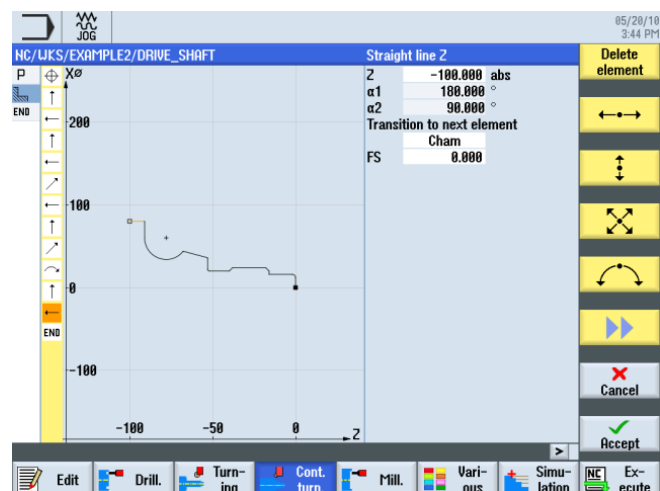 JOG
05/20/10
3:44 PM
NC/WKS/EXAMPLE2/DRIVE_SHAFT
Straight line Z
Delete
element
P
END
END
XØ
200
100
0
-100
-100
-50
0
Z
Z -100.000 abs
α1 180.000 °
α2 90.000 °
Transition to next element
Cham
FS 0.000
Cancel
Accept
>
Edit
Drill.
Turn-
ing
Cont.
turn.
Mill.
Vari-
ous
Simu-
lation
NC
Ex-
ecute